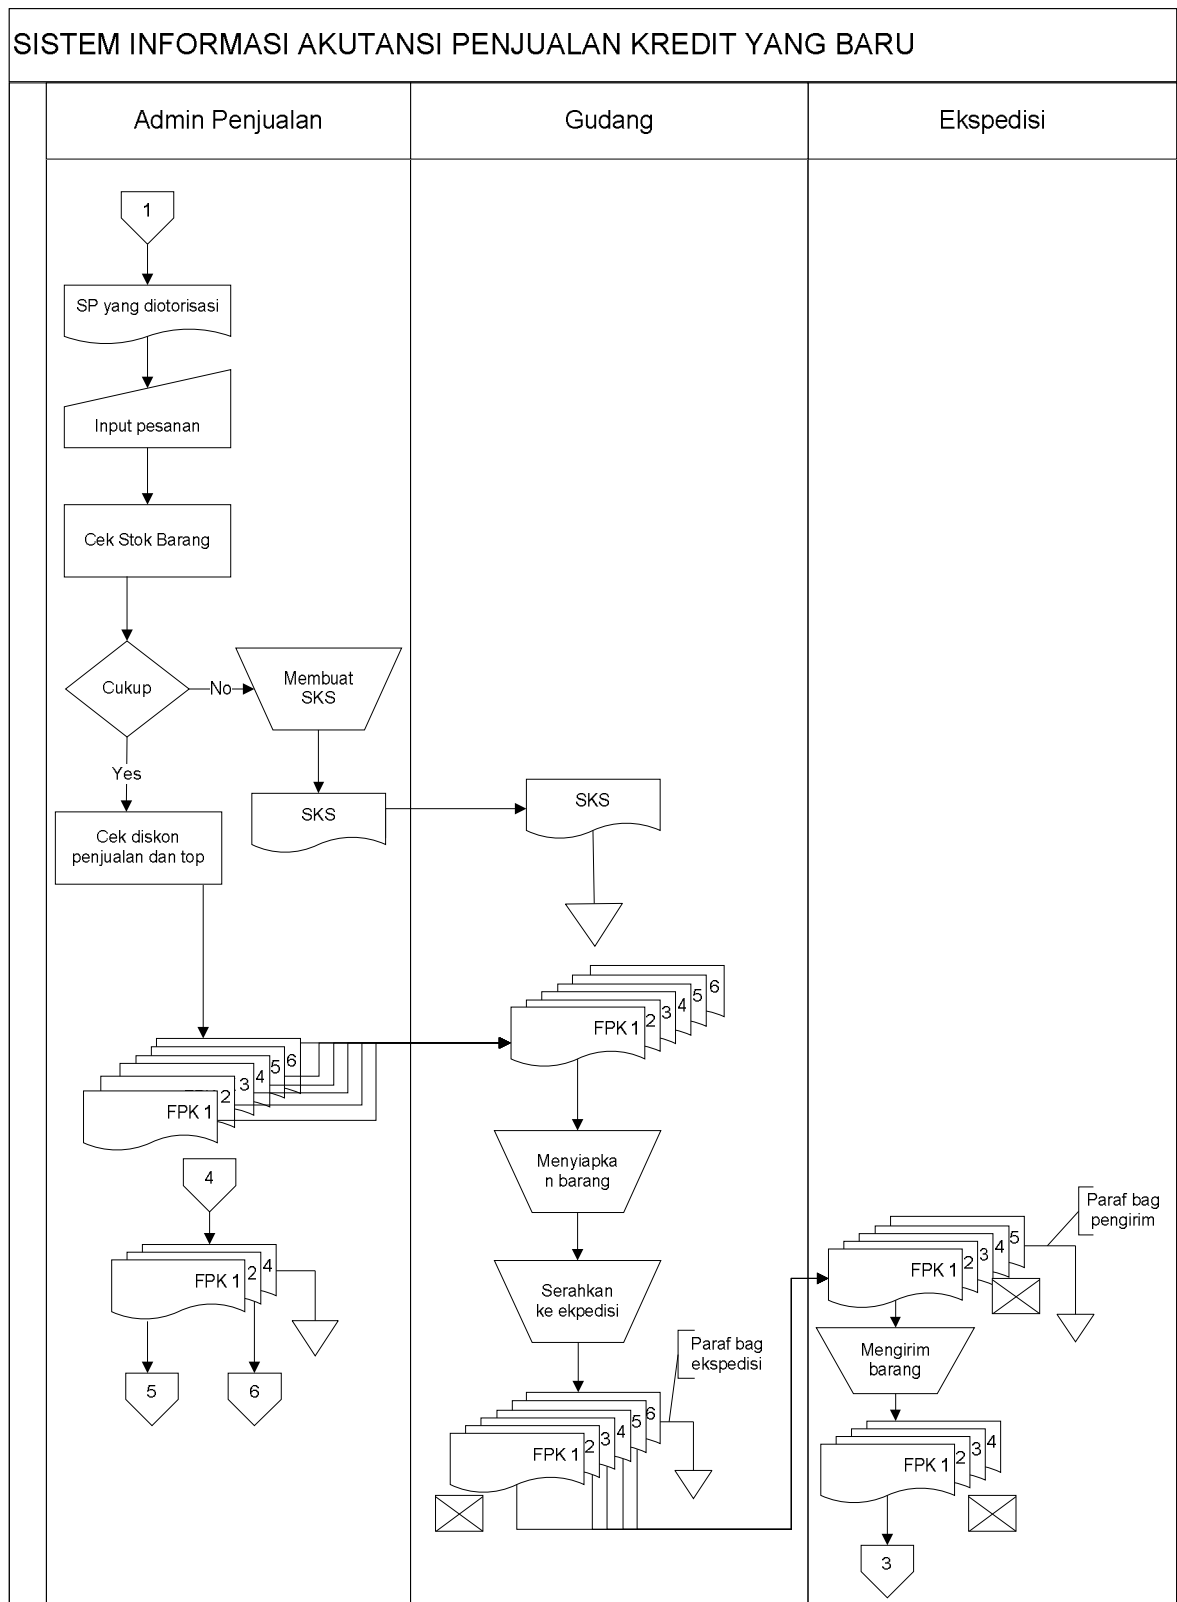 SISTEM INFORMASI AKUTANSI PENJUALAN KREDIT YANG BARU
Admin Penjualan
Gudang
Ekspedisi
1
SP yang diotorisasi
Input pesanan
Cek Stok Barang
Cukup
No
Membuat
SKS
Yes
SKS
Cek diskon
penjualan dan top
FPK 1
2
3
4
5
6
4
FPK 1
2
4
5
6
SKS
FPK 1
2
3
4
5
6
Menyiapka
n barang
Serahkan
ke ekpedisi
Paraf bag
ekspedisi
FPK 1
2
3
4
5
6
Paraf bag
pengirim
FPK 1
2
3
4
5
Mengirim
barang
FPK 1
2
3
4
3